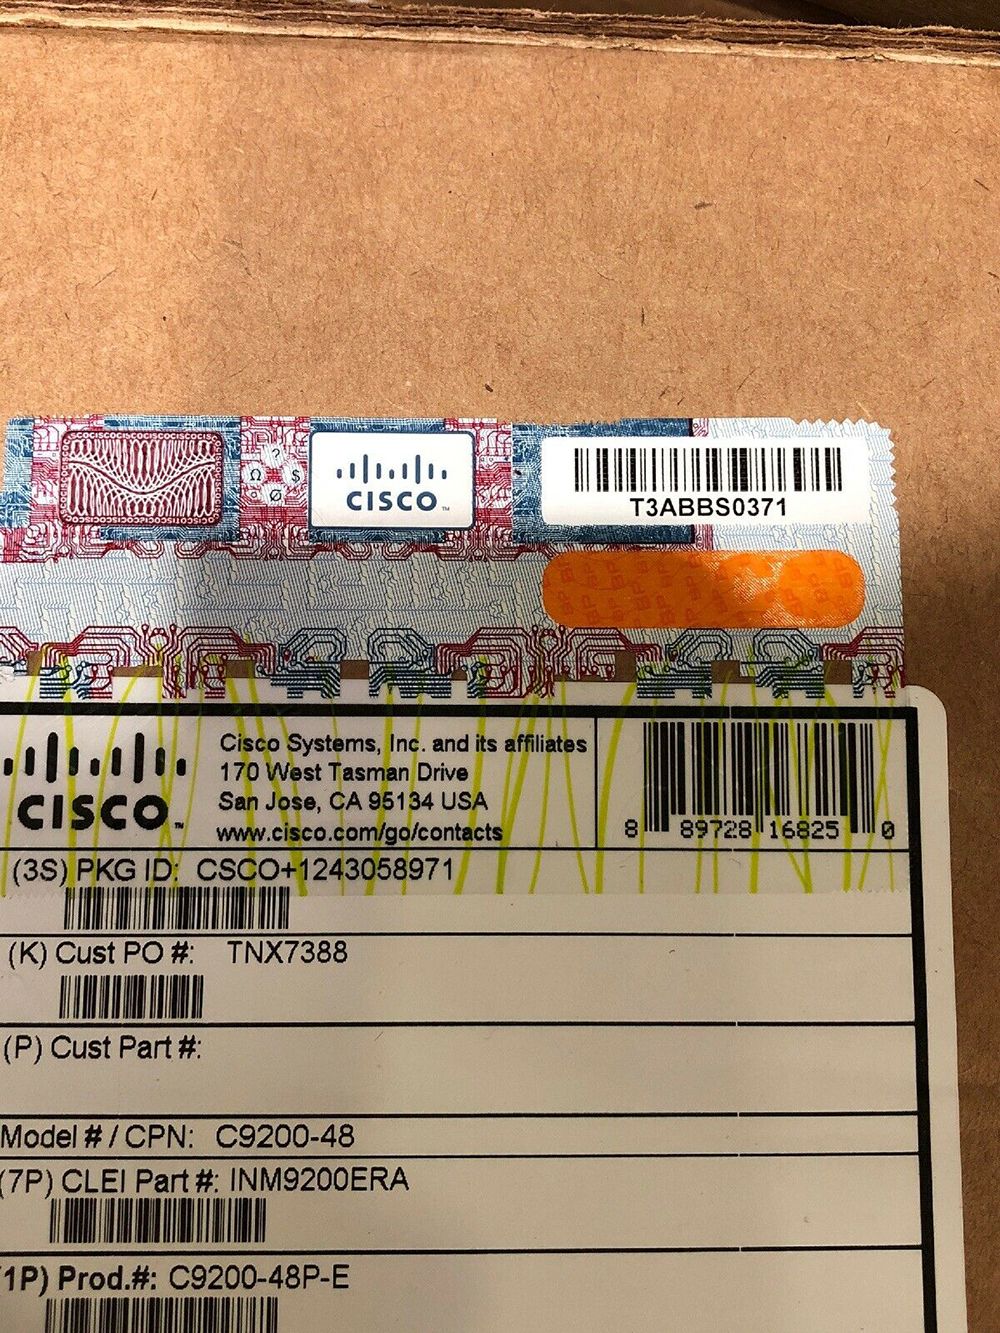 CISCO
T3ABBS0371
CISCO
Cisco Systems, Inc. and its affiliates
170 West Tasman Drive
San Jose, CA 95134 USA
www.cisco.com/go/contacts
8 89728 16825 0
(3S) PKG ID: CSCO+1243058971
(K) Cust PO #: TNX7388
(P) Cust Part #:
Model # / CPN: C9200-48
(7P) CLEI Part #: INM9200ERA
(1P) Prod.#: C9200-48P-E